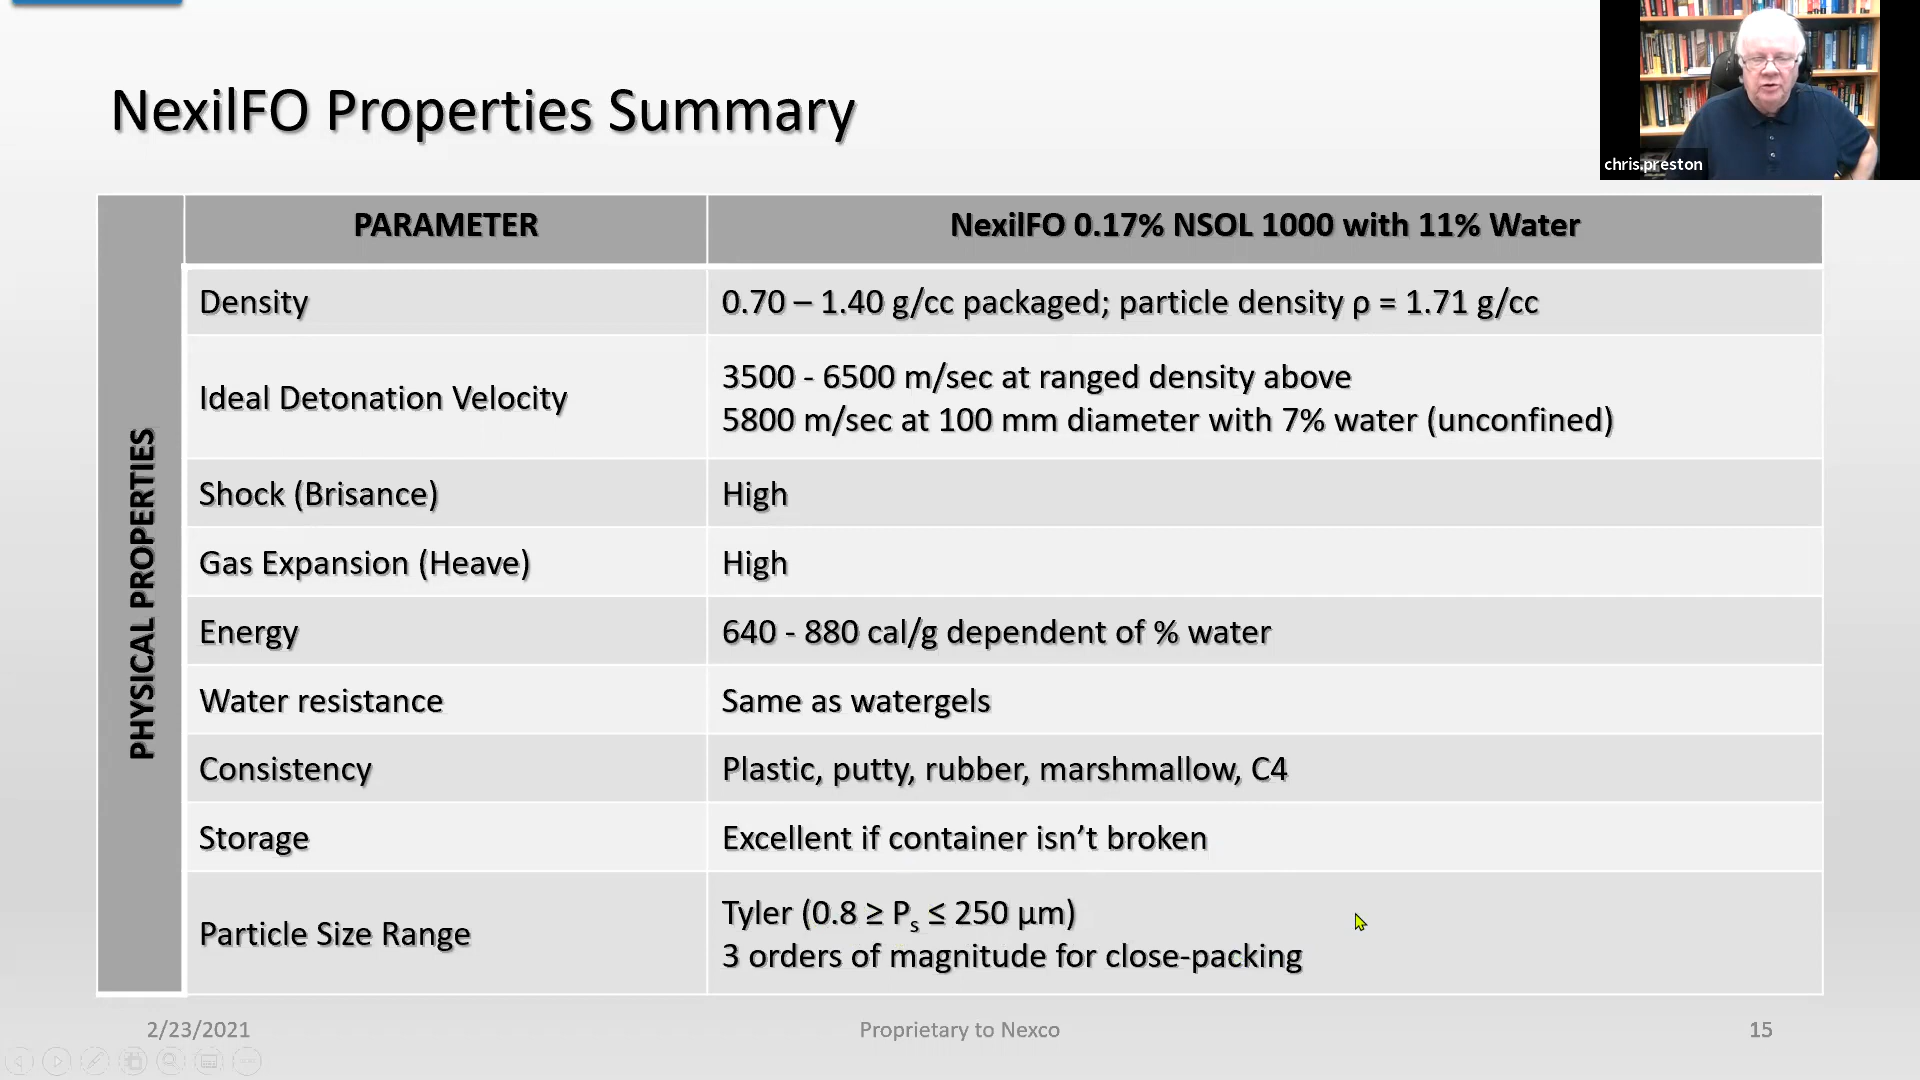 NexilFO Properties Summary
chris.preston
PHYSICAL PROPERTIES
PARAMETER
NexilFO 0.17% NSOL 1000 with 11% Water
Density
0.70 – 1.40 g/cc packaged; particle density ρ = 1.71 g/cc
Ideal Detonation Velocity
3500 - 6500 m/sec at ranged density above
5800 m/sec at 100 mm diameter with 7% water (unconfined)
Shock (Brisance)
High
Gas Expansion (Heave)
High
Energy
640 - 880 cal/g dependent of % water
Water resistance
Same as watergels
Consistency
Plastic, putty, rubber, marshmallow, C4
Storage
Excellent if container isn’t broken
Particle Size Range
Tyler (0.8 ≥ Ps ≤ 250 µm)
3 orders of magnitude for close-packing
2/23/2021
Proprietary to Nexco
15